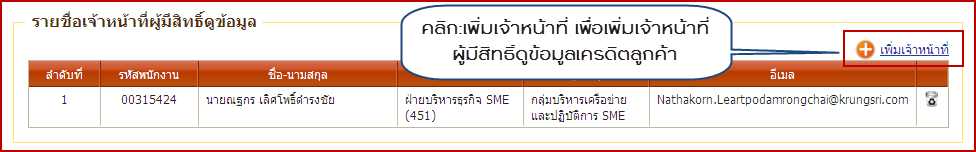 รายชื่อเจ้าหน้าที่ผู้มีสิทธิ์ดูข้อมูล
คลิก:เพิ่มเจ้าหน้าที่ เพื่อเพิ่มเจ้าหน้าที่
ผู้มีสิทธิ์ดูข้อมูลเครดิตลูกค้า
เพิ่มเจ้าหน้าที่
ลำดับที่ รหัสพนักงาน ชื่อ-นามสกุล อีเมล
1 00315424 นายณฐกร เลิศโพธิ์ดำรงชัย ฝ่ายบริหารธุรกิจ SME กลุ่มบริหารเครือข่าย Nathakorn.Leartpodamrongchai@krungsri.com
(451) และปฏิบัติการ SME